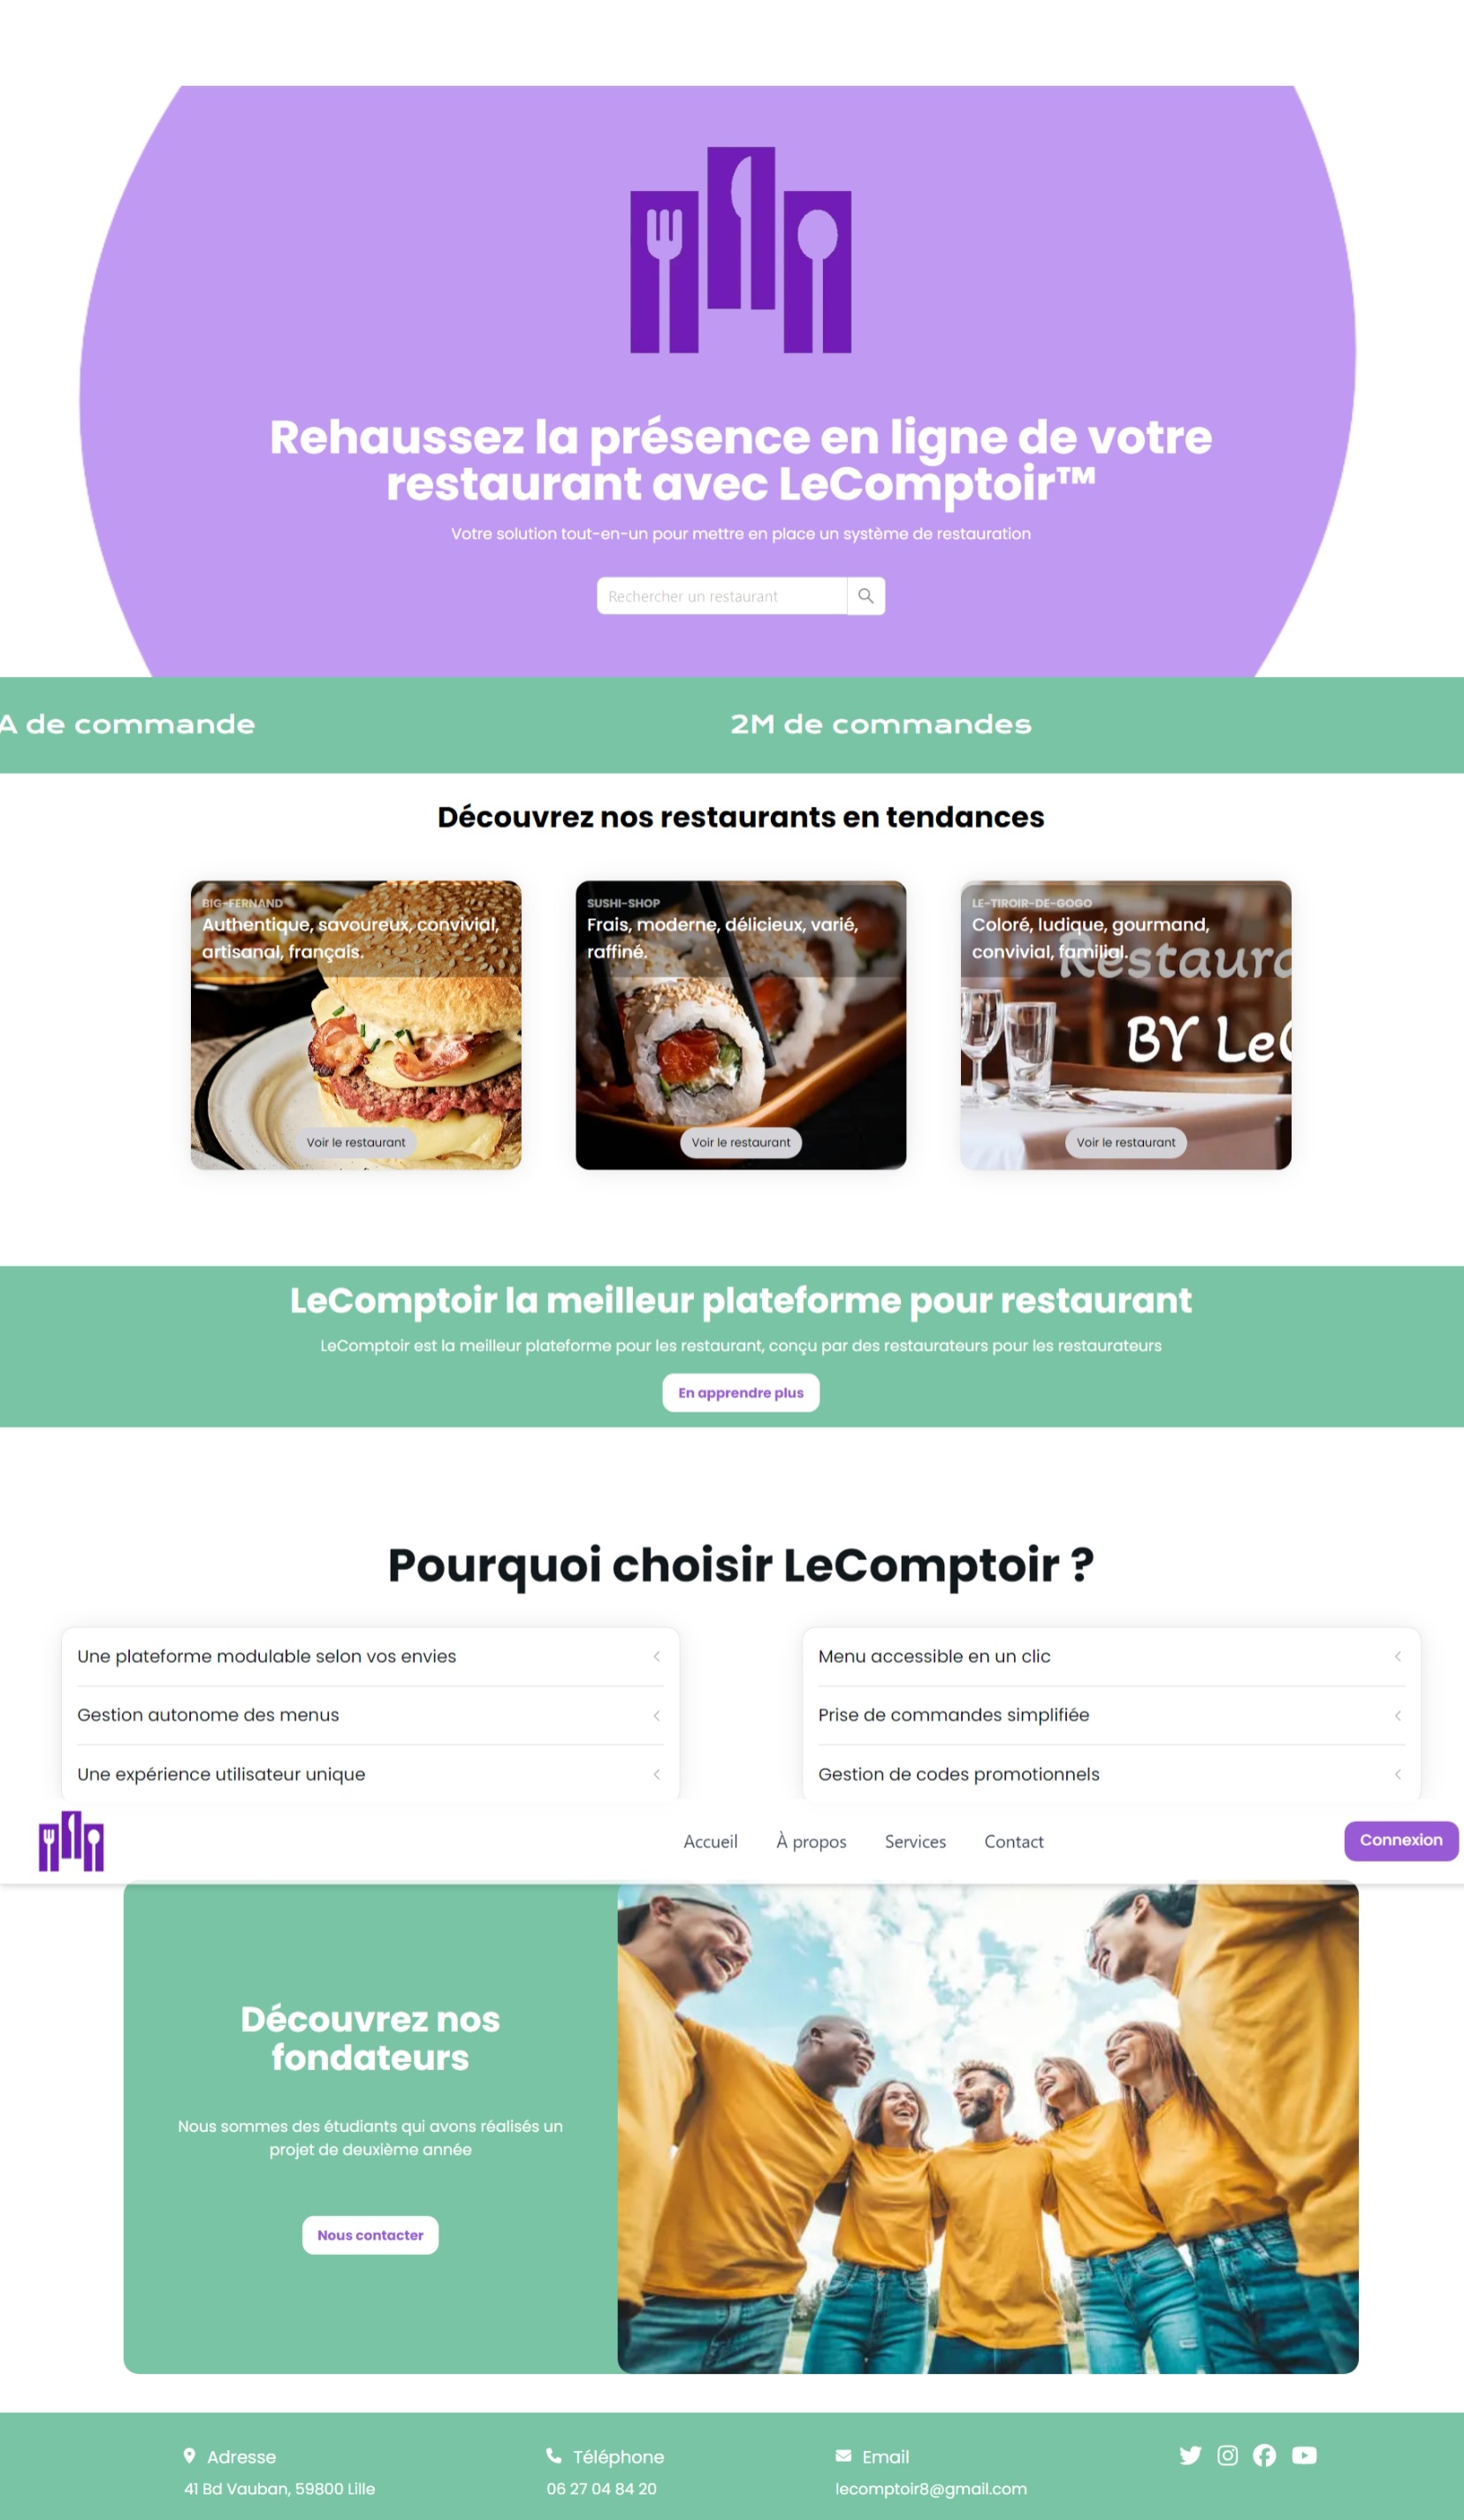 Rehaussez la présence en ligne de votre
restaurant avec LeComptoir™
Votre solution tout-en-un pour mettre en place un système de restauration
Rechercher un restaurant
A de commande
2M de commandes
Découvrez nos restaurants en tendances
BIG-FERNAND
Authentique, savoureux, convivial,
artisanal, français.
Voir le restaurant
SUSHI-SHOP
Frais, moderne, délicieux, varié,
raffiné.
Voir le restaurant
LE-TIROIR-DE-GOGO
Coloré, ludique, gourmand,
convivial, familial.
Restaura
BY Le
Voir le restaurant
LeComptoir la meilleur plateforme pour restaurant
LeComptoir est la meilleur plateforme pour les restaurant, conçu par des restaurateurs pour les restaurateurs
En apprendre plus
Pourquoi choisir LeComptoir ?
Une plateforme modulable selon vos envies
Gestion autonome des menus
Une expérience utilisateur unique
Menu accessible en un clic
Prise de commandes simplifiée
Gestion de codes promotionnels
Accueil À propos Services Contact
Connexion
Découvrez nos
fondateurs
Nous sommes des étudiants qui avons réalisés un
projet de deuxième année
Nous contacter
Adresse
41 Bd Vauban, 59800 Lille
Téléphone
06 27 04 84 20
Email
lecomptoir8@gmail.com